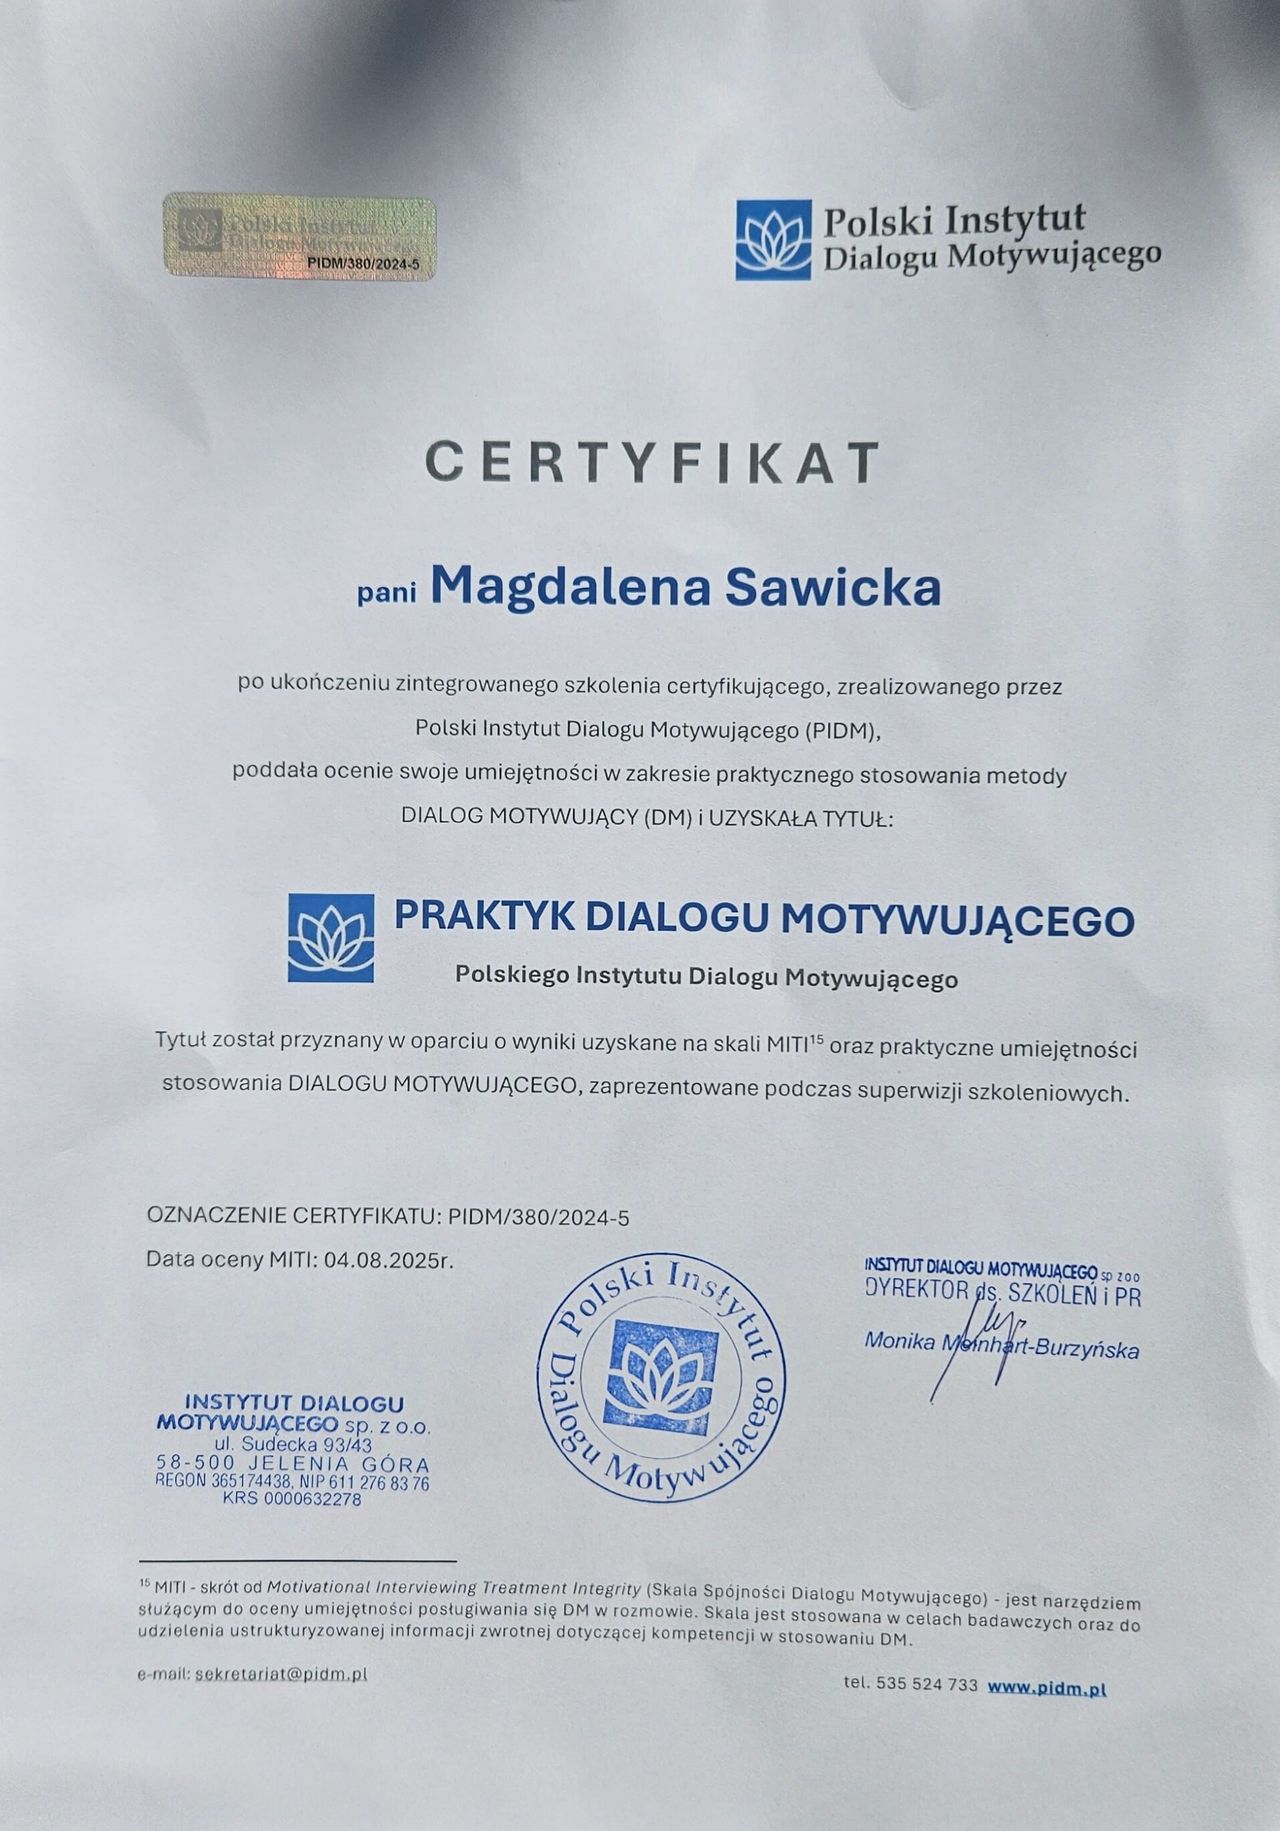 Polski Instytut
Dialogu Motywującego
PIDM/380/2024-5
Polski Instytut
Dialogu Motywującego
CERTYFIKAT
pani Magdalena Sawicka
po ukończeniu zintegrowanego szkolenia certyfikującego, zrealizowanego przez
Polski Instytut Dialogu Motywującego (PIDM),
poddała ocenie swoje umiejętności w zakresie praktycznego stosowania metody
DIALOG MOTYWUJĄCY (DM) i UZYSKAŁA TYTUŁ:
PRAKTYK DIALOGU MOTYWUJĄCEGO
Polskiego Instytutu Dialogu Motywującego
Tytuł został przyznany w oparciu o wyniki uzyskane na skali MITI¹⁵ oraz praktyczne umiejętności
stosowania DIALOGU MOTYWUJĄCEGO, zaprezentowane podczas superwizji szkoleniowych.
OZNACZENIE CERTYFIKATU: PIDM/380/2024-5
Data oceny MITI: 04.08.2025r.
Polski Instytut
Dialogu Motywującego
INSTYTUT DIALOGU MOTYWUJĄCEGO sp z o o
DYREKTOR ds. SZKOLEŃ i PR
Monika Meinhart-Burzyńska
INSTYTUT DIALOGU
MOTYWUJĄCEGO sp. z o.o.
ul. Sudecka 93/43
58-500 JELENIA GÓRA
REGON 365174438, NIP 611 276 83 76
KRS 0000632278
¹⁵ MITI - skrót od Motivational Interviewing Treatment Integrity (Skala Spójności Dialogu Motywującego) - jest narzędziem
służącym do oceny umiejętności posługiwania się DM w rozmowie. Skala jest stosowana w celach badawczych oraz do
udzielenia ustrukturyzowanej informacji zwrotnej dotyczącej kompetencji w stosowaniu DM.
e-mail: sekretariat@pidm.pl
tel. 535 524 733 www.pidm.pl